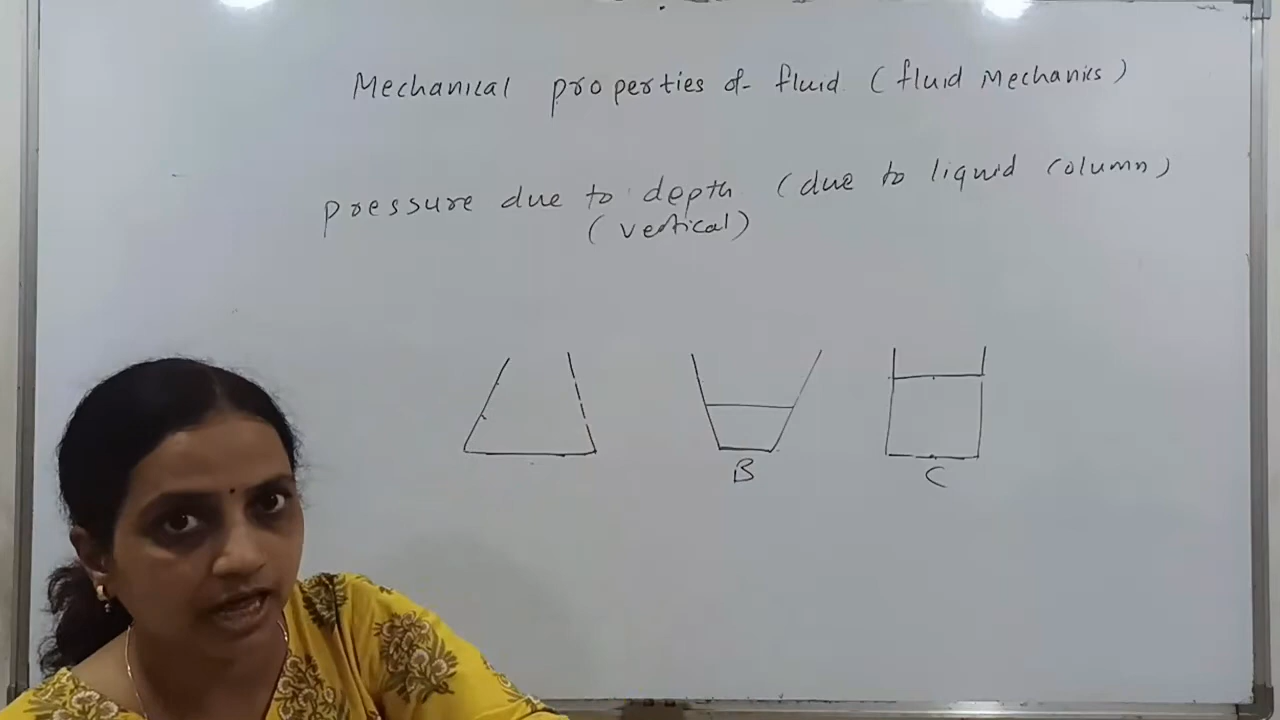 Mechanical properties of fluid (fluid Mechanics)
pressure due to depth (due to liquid column)
(vertical)
B C